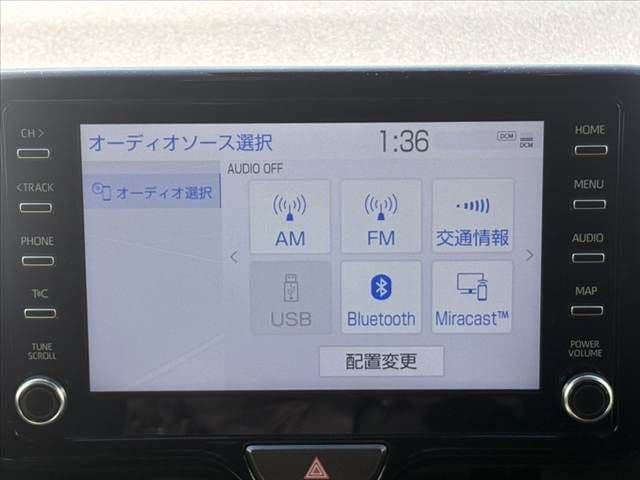 CH >
<TRACK
PHONE
T&C
TUNE
SCROLL
オーディオソース選択
1:36
DCM
DCM
AUDIO OFF
オーディオ選択
AM
FM
交通情報
USB
Bluetooth
Miracast™
配置変更
HOME
MENU
AUDIO
MAP
POWER
VOLUME